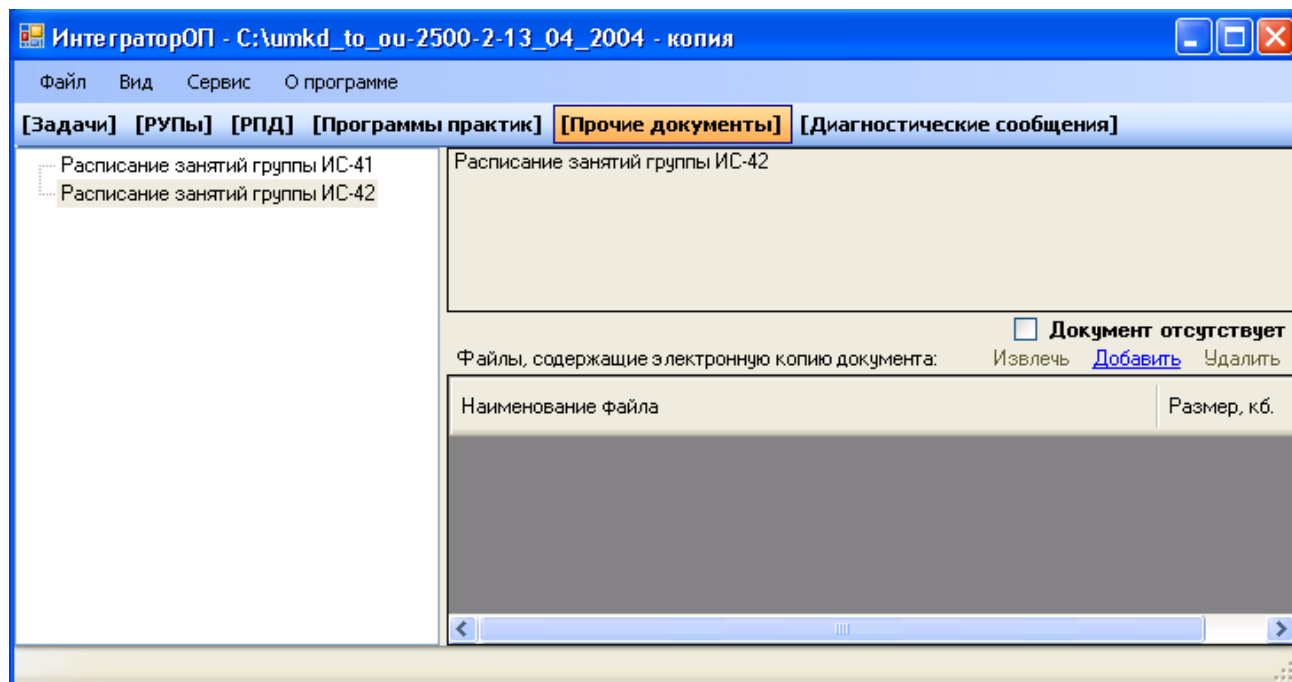 ИнтеграторОП - C:\umkd_to_ou-2500-2-13_04_2004 - копия
Файл Вид Сервис О программе
[Задачи] [РУПы] [РПД] [Программы практик] [Прочие документы] [Диагностические сообщения]
Расписание занятий группы ИС-41
Расписание занятий группы ИС-42
Расписание занятий группы ИС-42
Документ отсутствует
Файлы, содержащие электронную копию документа: Извлечь Добавить Удалить
Наименование файла Размер, кб.